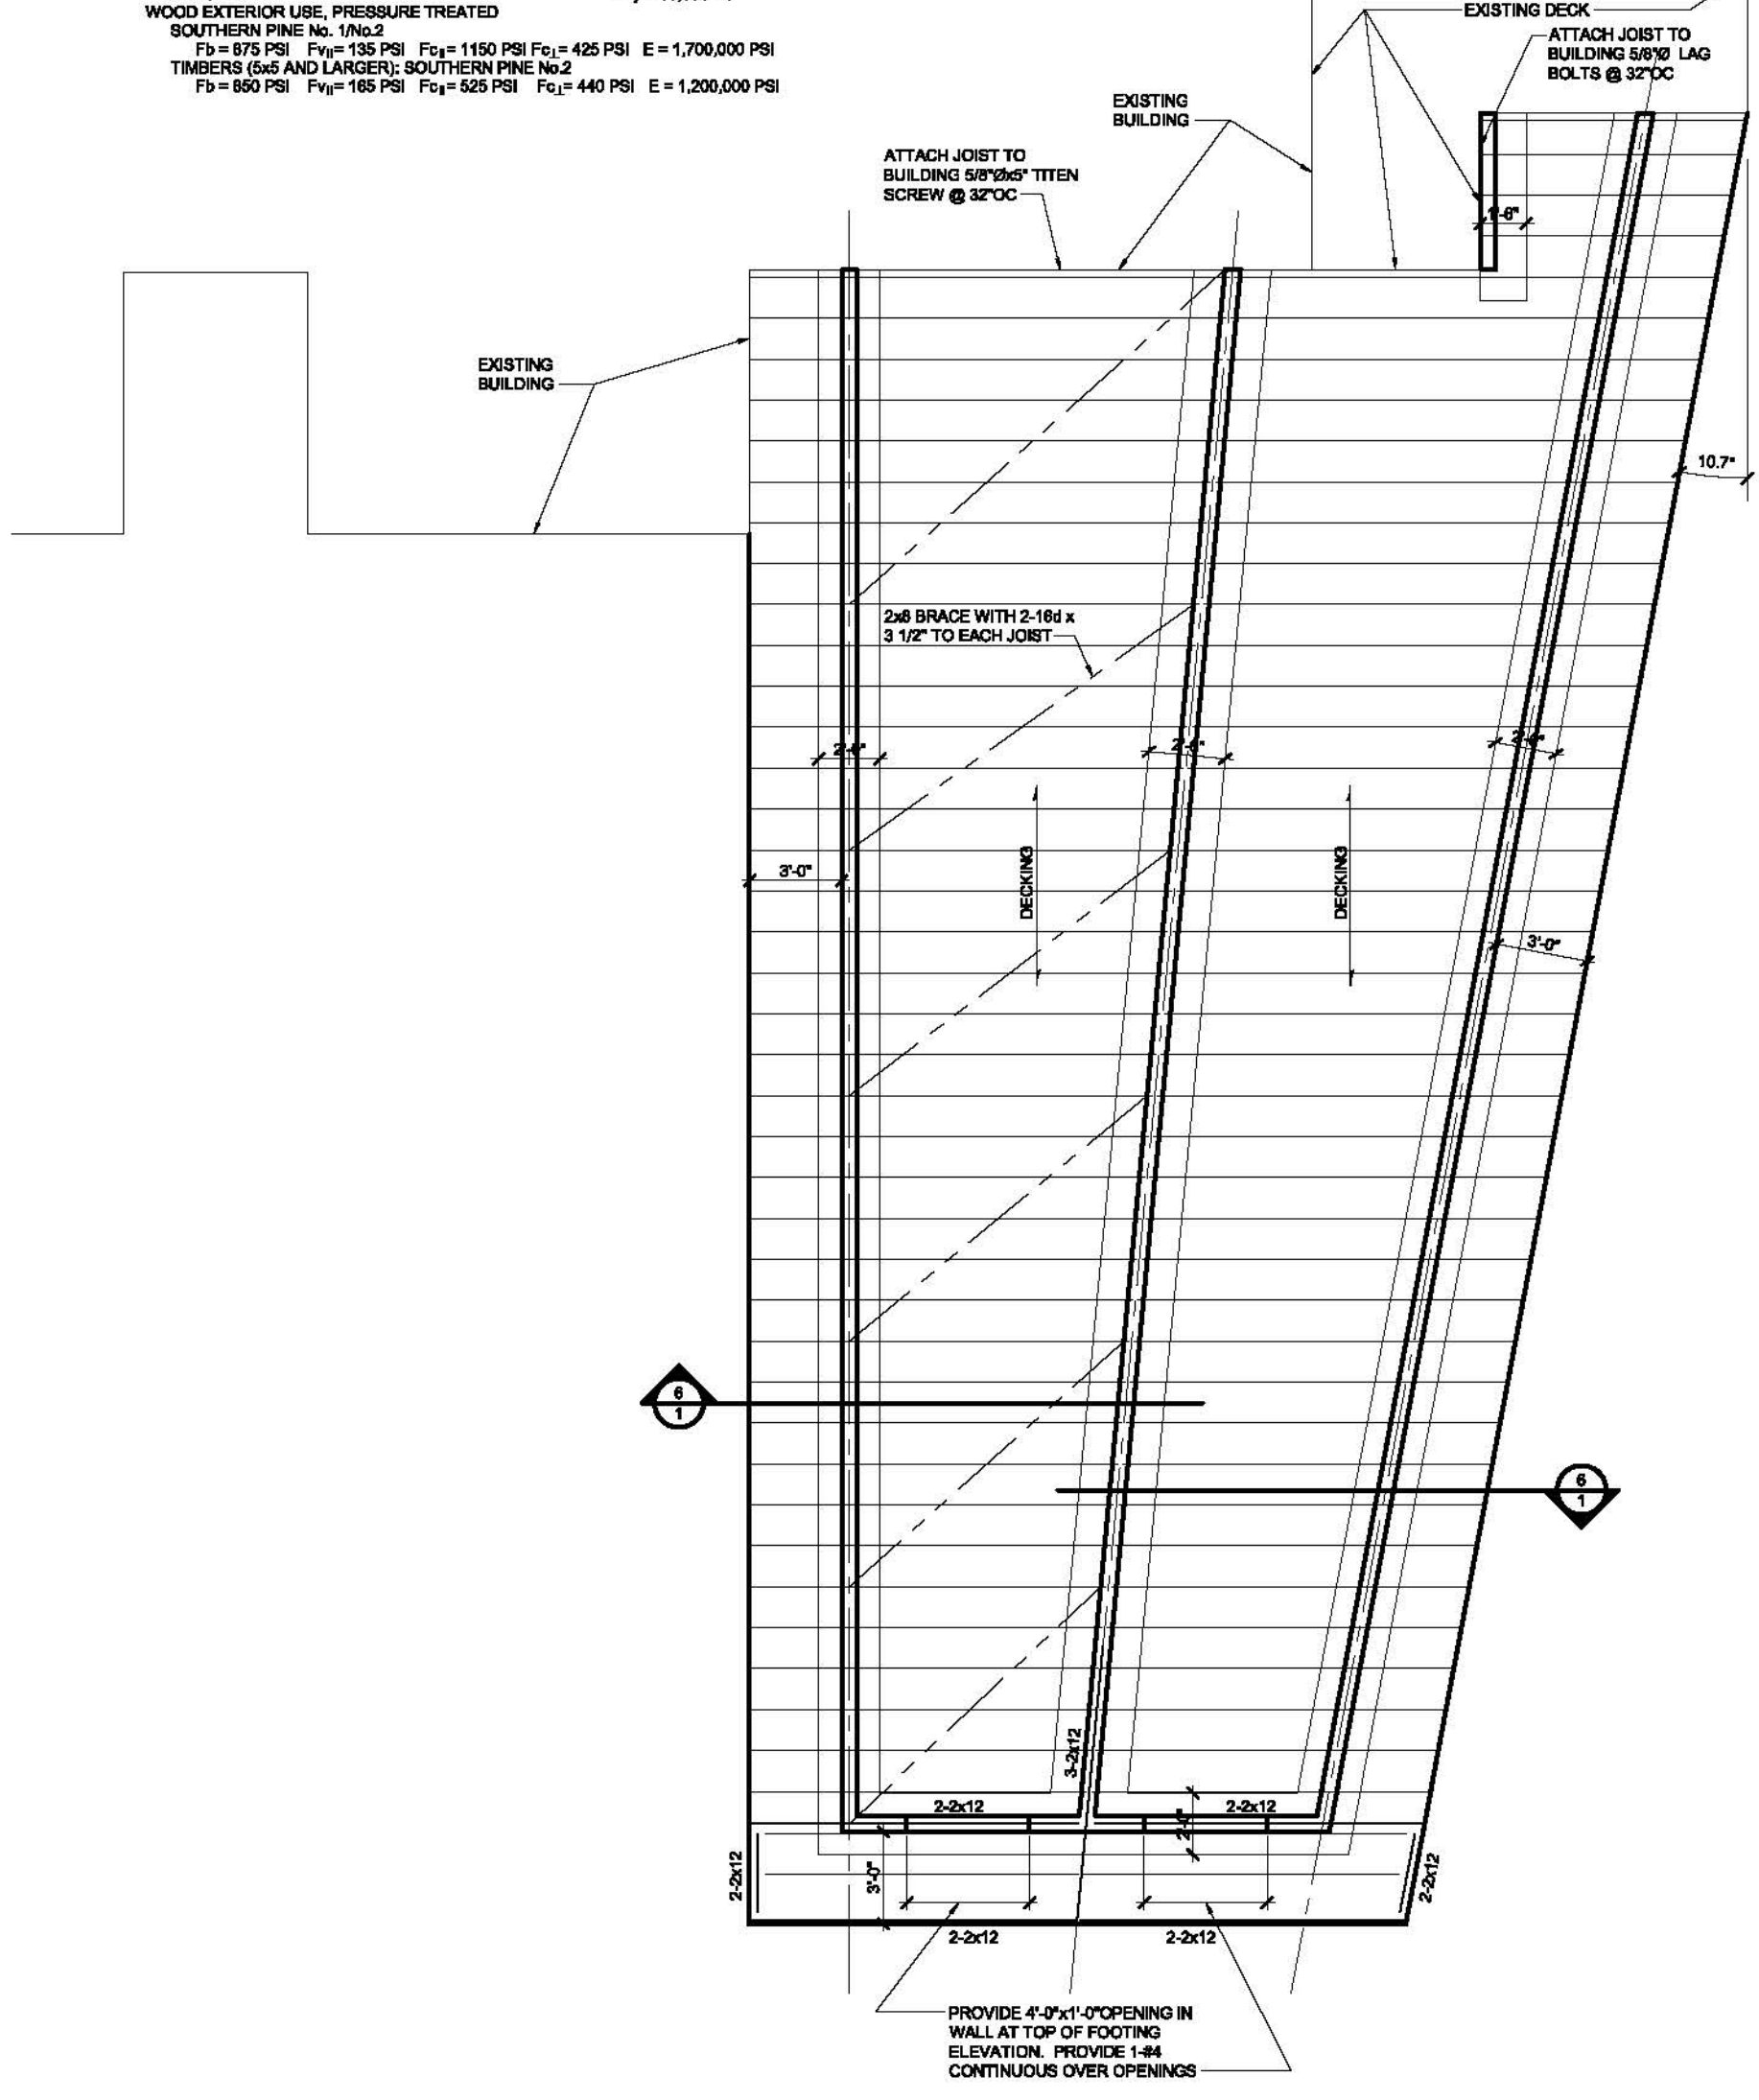 WOOD EXTERIOR USE, PRESSURE TREATED
SOUTHERN PINE No. 1/No.2
Fb = 875 PSI Fv||= 135 PSI Fc||= 1150 PSI Fc⊥= 425 PSI E = 1,700,000 PSI
TIMBERS (5x5 AND LARGER): SOUTHERN PINE No.2
Fb = 850 PSI Fv||= 165 PSI Fc||= 525 PSI Fc⊥= 440 PSI E = 1,200,000 PSI
EXISTING DECK
ATTACH JOIST TO
BUILDING 5/8"Ø LAG
BOLTS @ 32"OC
EXISTING
BUILDING
ATTACH JOIST TO
BUILDING 5/8"Øx5" TITEN
SCREW @ 32"OC
1'-6"
EXISTING
BUILDING
10.7"
2x6 BRACE WITH 2-16d x
3 1/2" TO EACH JOIST
2'-6"
3'-0"
DECKING
DECKING
3'-0"
6
1
6
1
3-2x12
2-2x12
2-2x12
2'-0"
2-2x12
3'-0"
2-2x12
2-2x12
2-2x12
PROVIDE 4'-0"x1'-0"OPENING IN
WALL AT TOP OF FOOTING
ELEVATION. PROVIDE 1-#4
CONTINUOUS OVER OPENINGS